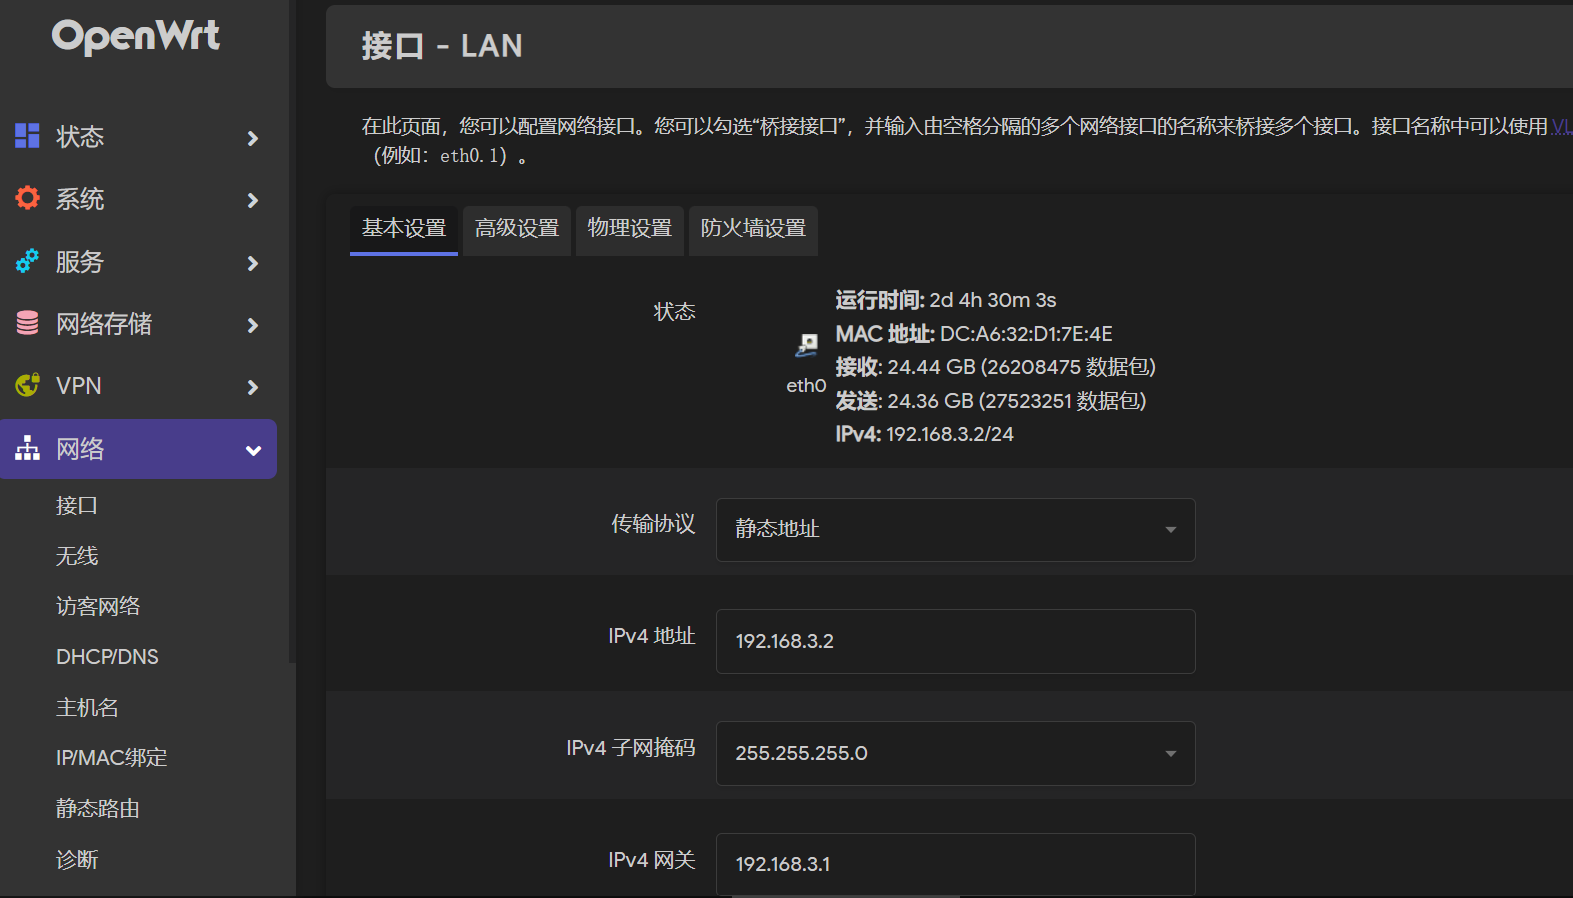 OpenWrt
状态
系统
服务
网络存储
VPN
网络
接口
无线
访客网络
DHCP/DNS
主机名
IP/MAC绑定
静态路由
诊断
接口 - LAN
在此页面，您可以配置网络接口。您可以勾选“桥接接口”，并输入由空格分隔的多个网络接口的名称来桥接多个接口。接口名称中可以使用
（例如：eth0.1）。
基本设置 高级设置 物理设置 防火墙设置
状态
eth0
运行时间: 2d 4h 30m 3s
MAC 地址: DC:A6:32:D1:7E:4E
接收: 24.44 GB (26208475 数据包)
发送: 24.36 GB (27523251 数据包)
IPv4: 192.168.3.2/24
传输协议 静态地址
IPv4 地址 192.168.3.2
IPv4 子网掩码 255.255.255.0
IPv4 网关 192.168.3.1